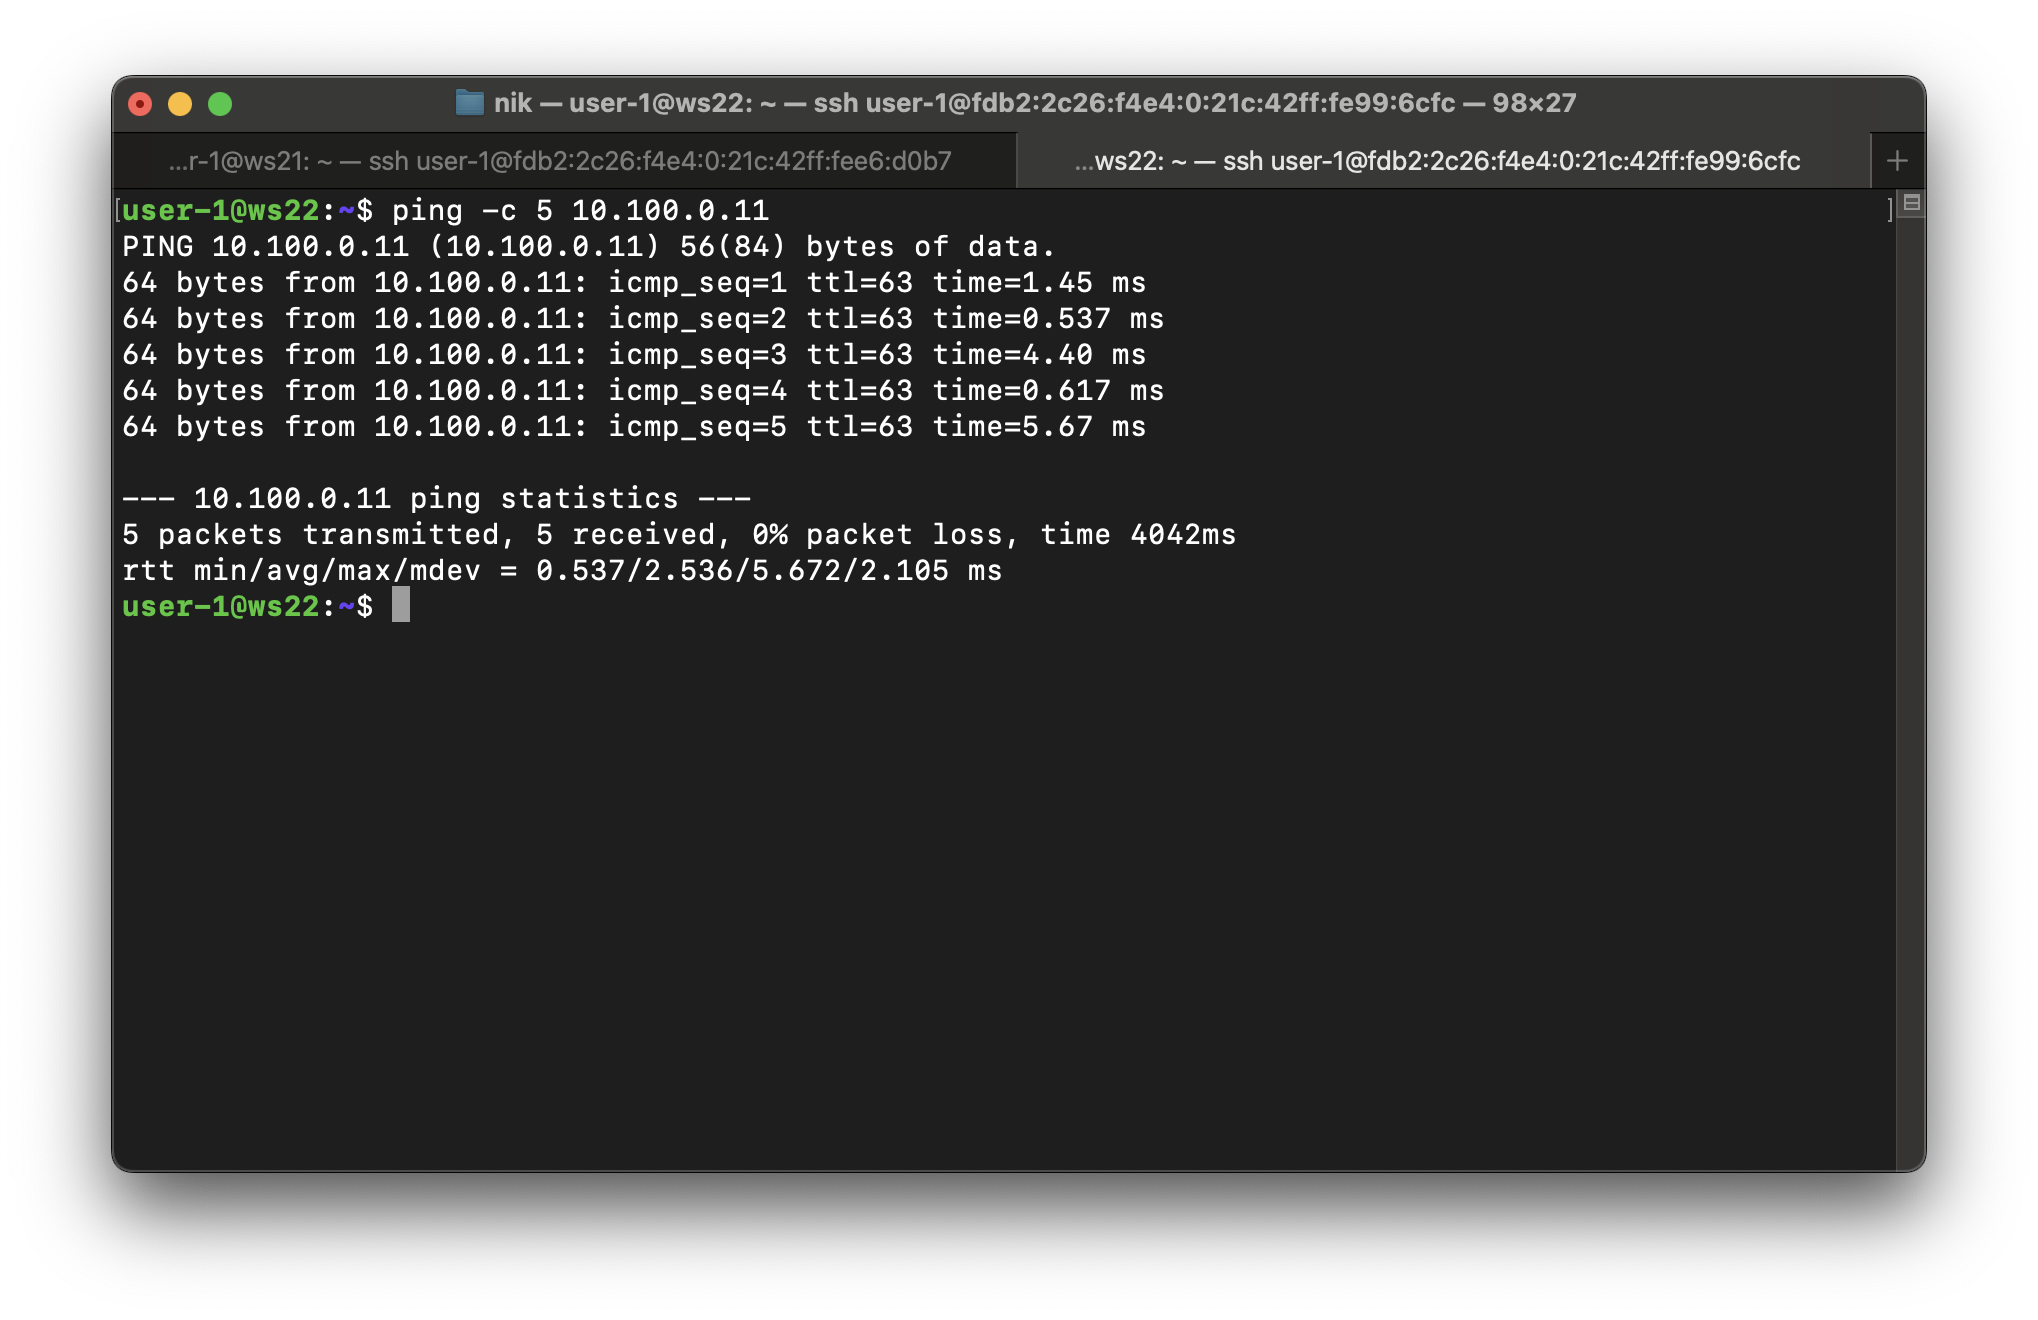 nik — user-1@ws22: ~ — ssh user-1@fdb2:2c26:f4e4:0:21c:42ff:fe99:6cfc — 98×27
...r-1@ws21: ~ — ssh user-1@fdb2:2c26:f4e4:0:21c:42ff:fee6:d0b7
...ws22: ~ — ssh user-1@fdb2:2c26:f4e4:0:21c:42ff:fe99:6cfc +
[user-1@ws22:~$ ping -c 5 10.100.0.11 ]
PING 10.100.0.11 (10.100.0.11) 56(84) bytes of data.
64 bytes from 10.100.0.11: icmp_seq=1 ttl=63 time=1.45 ms
64 bytes from 10.100.0.11: icmp_seq=2 ttl=63 time=0.537 ms
64 bytes from 10.100.0.11: icmp_seq=3 ttl=63 time=4.40 ms
64 bytes from 10.100.0.11: icmp_seq=4 ttl=63 time=0.617 ms
64 bytes from 10.100.0.11: icmp_seq=5 ttl=63 time=5.67 ms

--- 10.100.0.11 ping statistics ---
5 packets transmitted, 5 received, 0% packet loss, time 4042ms
rtt min/avg/max/mdev = 0.537/2.536/5.672/2.105 ms
user-1@ws22:~$